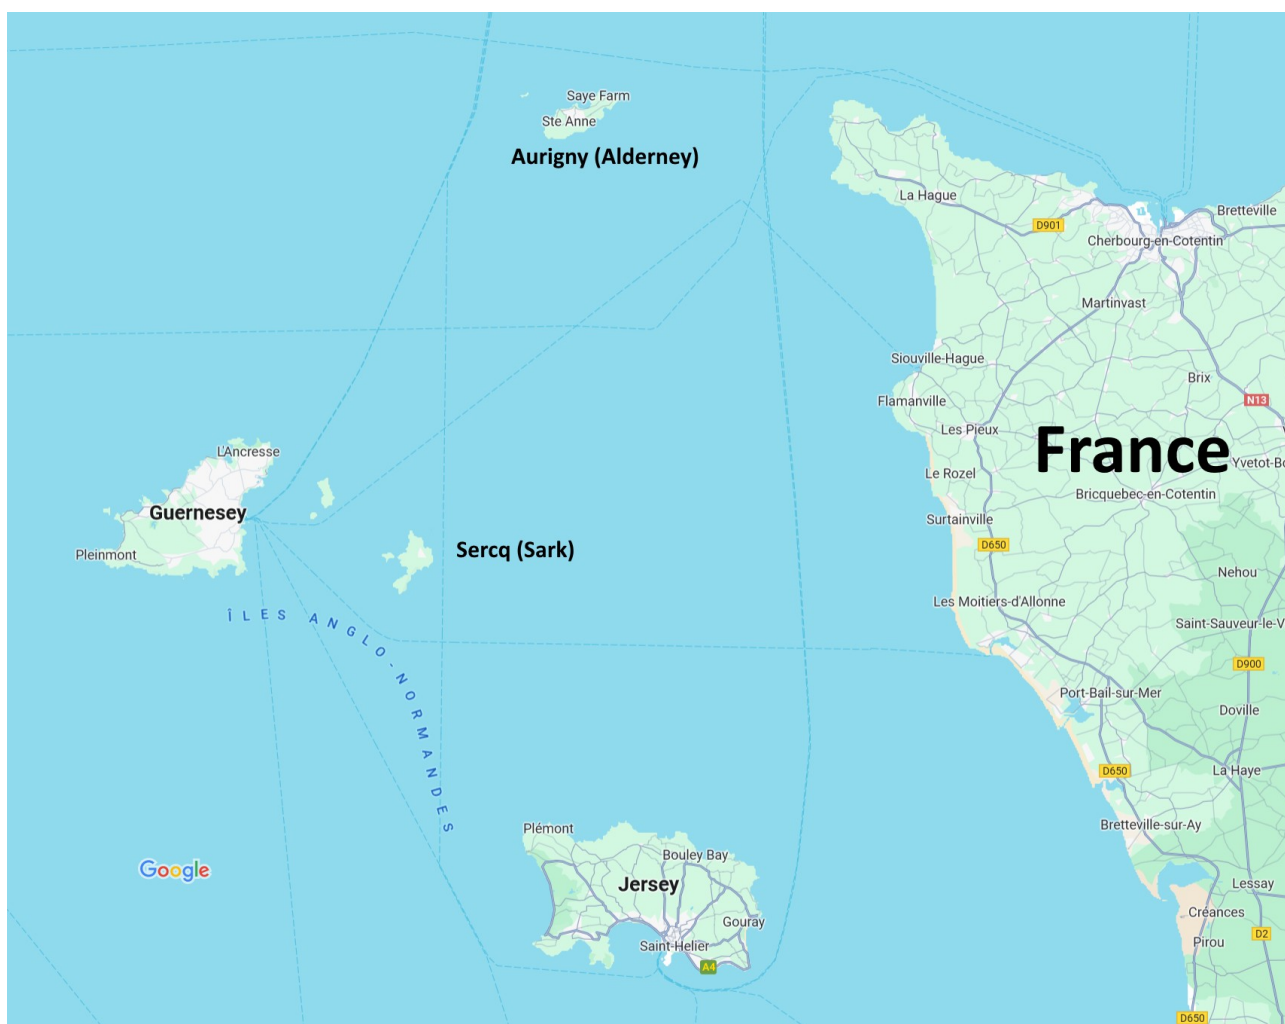 Saye Farm
Ste Anne
Aurigny (Alderney)
La Hague
D901
Bretteville
Cherbourg-en-Cotentin
Martinvast
Siouville-Hague
Brix
Flamanville
N13
Les Pieux
France
L'Ancresse
Yvetot-Bo
Le Rozel
Bricquebec-en-Cotentin
Guernesey
Surtainville
D650
Sercq (Sark)
Pleinmont
Nehou
Les Moitiers-d'Allonne
ÎLES ANGLO-NORMANDES
Saint-Sauveur-le-V
D900
Port-Bail-sur-Mer
Doville
D650
La Haye
Plémont
Bretteville-sur-Ay
Bouley Bay
Google
Jersey
Lessay
Créances
Gouray
D2
Saint-Helier
Pirou
A4
D650